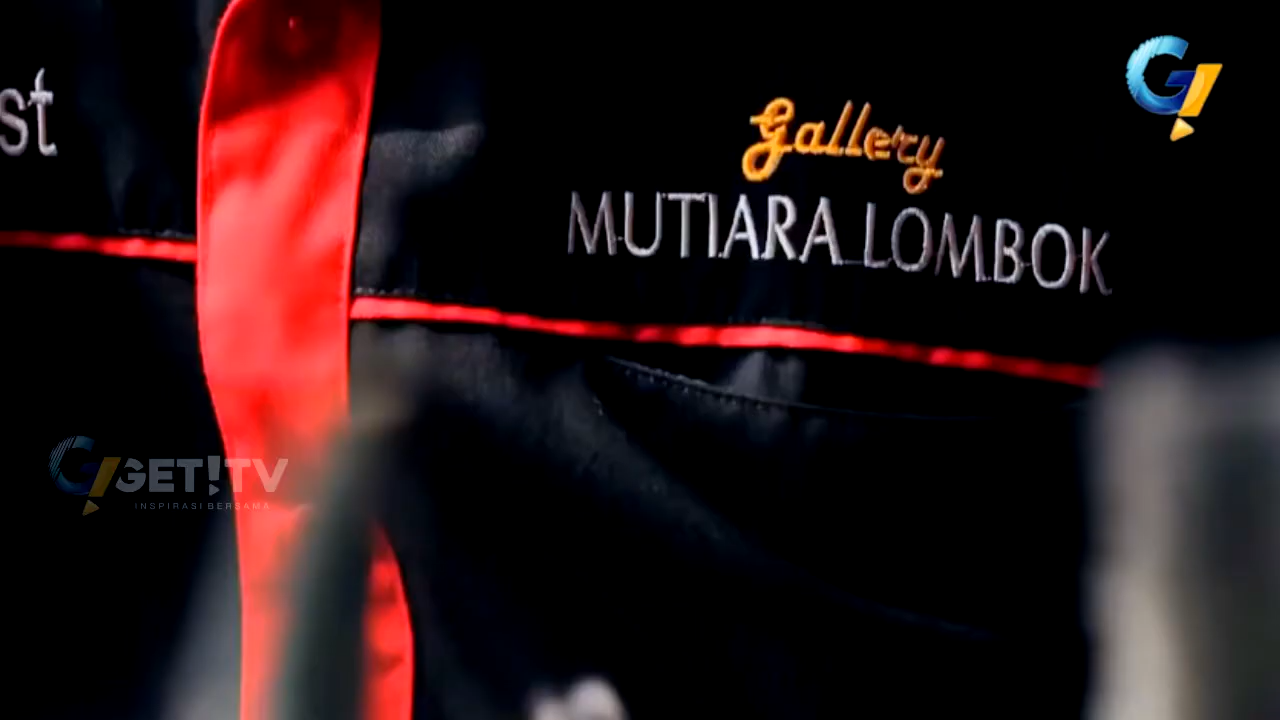 st
Gallery
MUTIARA LOMBOK
G!GET!TV
INSPIRASI BERSAMA
G!